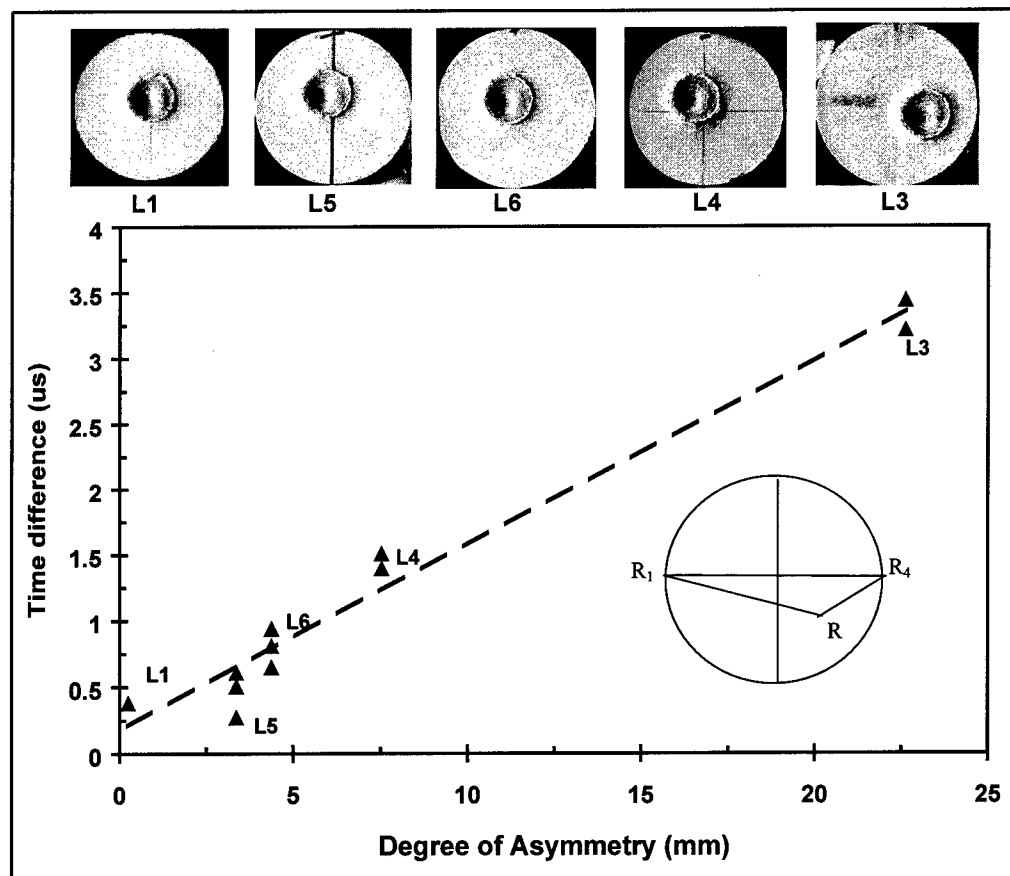 L1 L5 L6 L4 L3
4
3.5
3
2.5
2
1.5
1
0.5
0
Time difference (us)
L3
L4
L6
L1
L5
R₁ R₄
R
0 5 10 15 20 25
Degree of Asymmetry (mm)